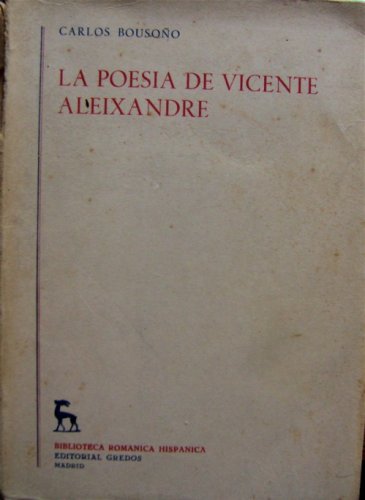 CARLOS BOUSOÑO
LA POESIA DE VICENTE
ALEIXANDRE
BIBLIOTECA ROMANICA HISPANICA
EDITORIAL GREDOS
MADRID